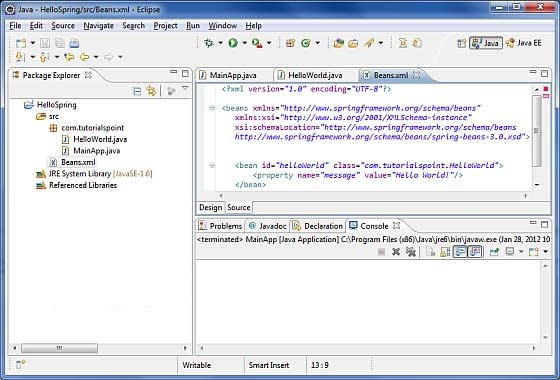 Java - HelloSpring/src/Beans.xml - Eclipse
File Edit Source Navigate Search Project Run Window Help
Java Java EE
Package Explorer
HelloSpring
src
com.tutorialspoint
HelloWorld.java
MainApp.java
Beans.xml
JRE System Library [JavaSE-1.6]
Referenced Libraries
MainApp.java HelloWorld.java Beans.xml
<?xml version="1.0" encoding="UTF-8"?>
<beans xmlns="http://www.springframework.org/schema/beans"
xmlns:xsi="http://www.w3.org/2001/XMLSchema-instance"
xsi:schemaLocation="http://www.springframework.org/schema/beans
http://www.springframework.org/schema/beans/spring-beans-3.0.xsd">
<bean id="helloWorld" class="com.tutorialspoint.HelloWorld">
<property name="message" value="Hello World!"/>
</bean>
Design Source
Problems Javadoc Declaration Console
<terminated> MainApp [Java Application] C:\Program Files (x86)\Java\jre6\bin\javaw.exe (Jan 28, 2012 10
Writable Smart Insert 13 : 9